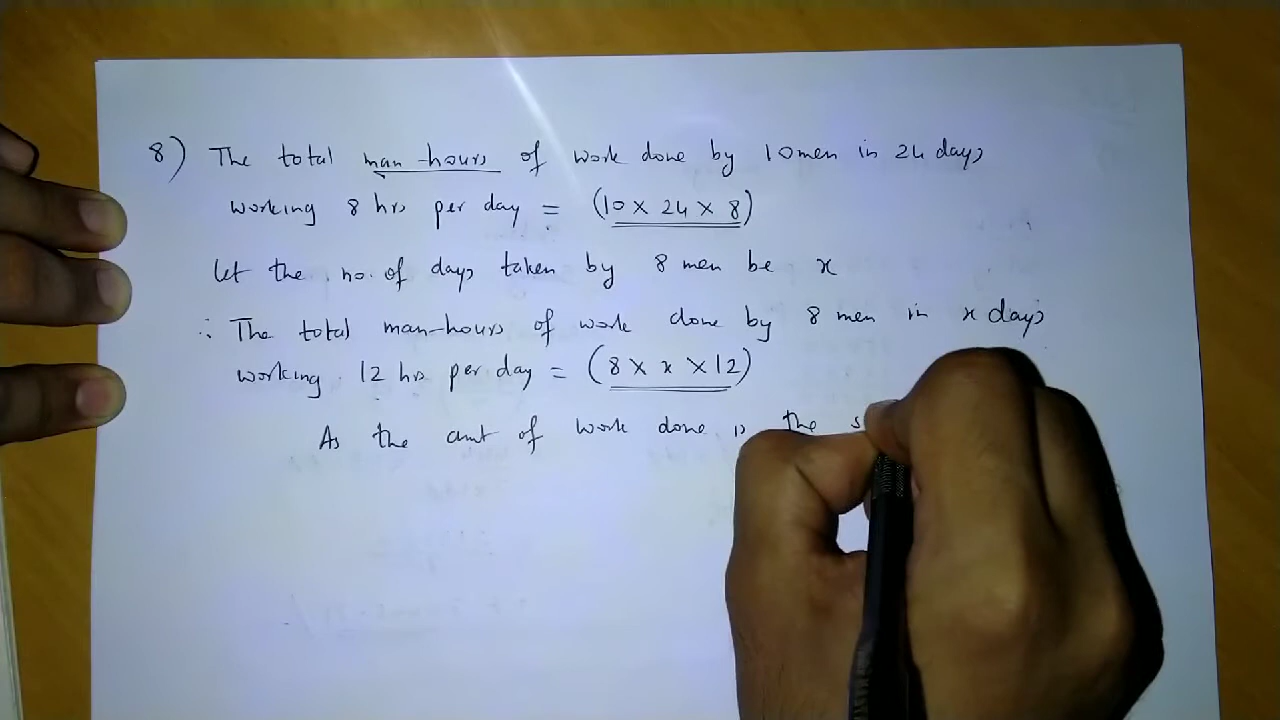 8) The total man-hours of work done by 10 men in 24 days
working 8 hrs per day = (10 × 24 × 8)
Let the no. of days taken by 8 men be x
∴ The total man-hours of work done by 8 men in x days
working 12 hrs per day = (8 × x × 12)
As the amt of work done is the s